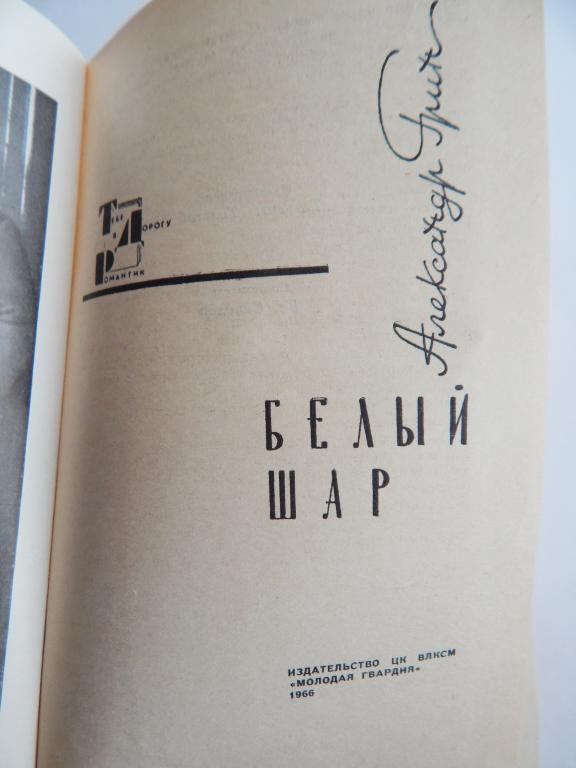 Александр Грин
Тебе в дорогу
Романтик
БЕЛЫЙ
ШАР
ИЗДАТЕЛЬСТВО ЦК ВЛКСМ
«МОЛОДАЯ ГВАРДИЯ»
1966